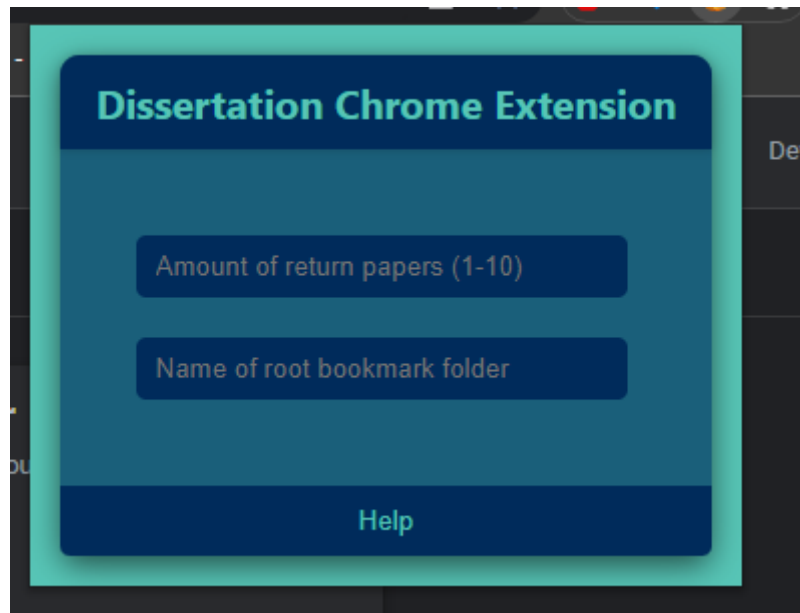 Dissertation Chrome Extension
Amount of return papers (1-10)
Name of root bookmark folder
Help